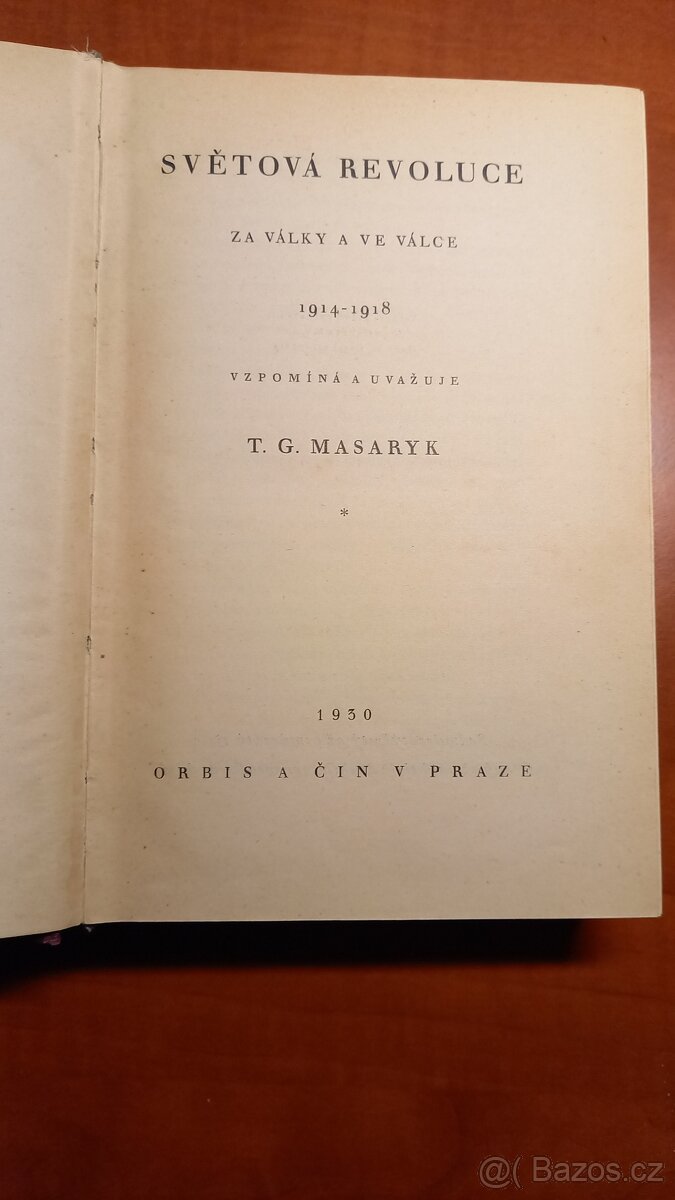 SVĚTOVÁ REVOLUCE
ZA VÁLKY A VE VÁLCE
1914-1918
VZPOMÍNÁ A UVAŽUJE
T. G. MASARYK
*
1930
ORBIS A ČIN V PRAZE
@( Bazos.cz